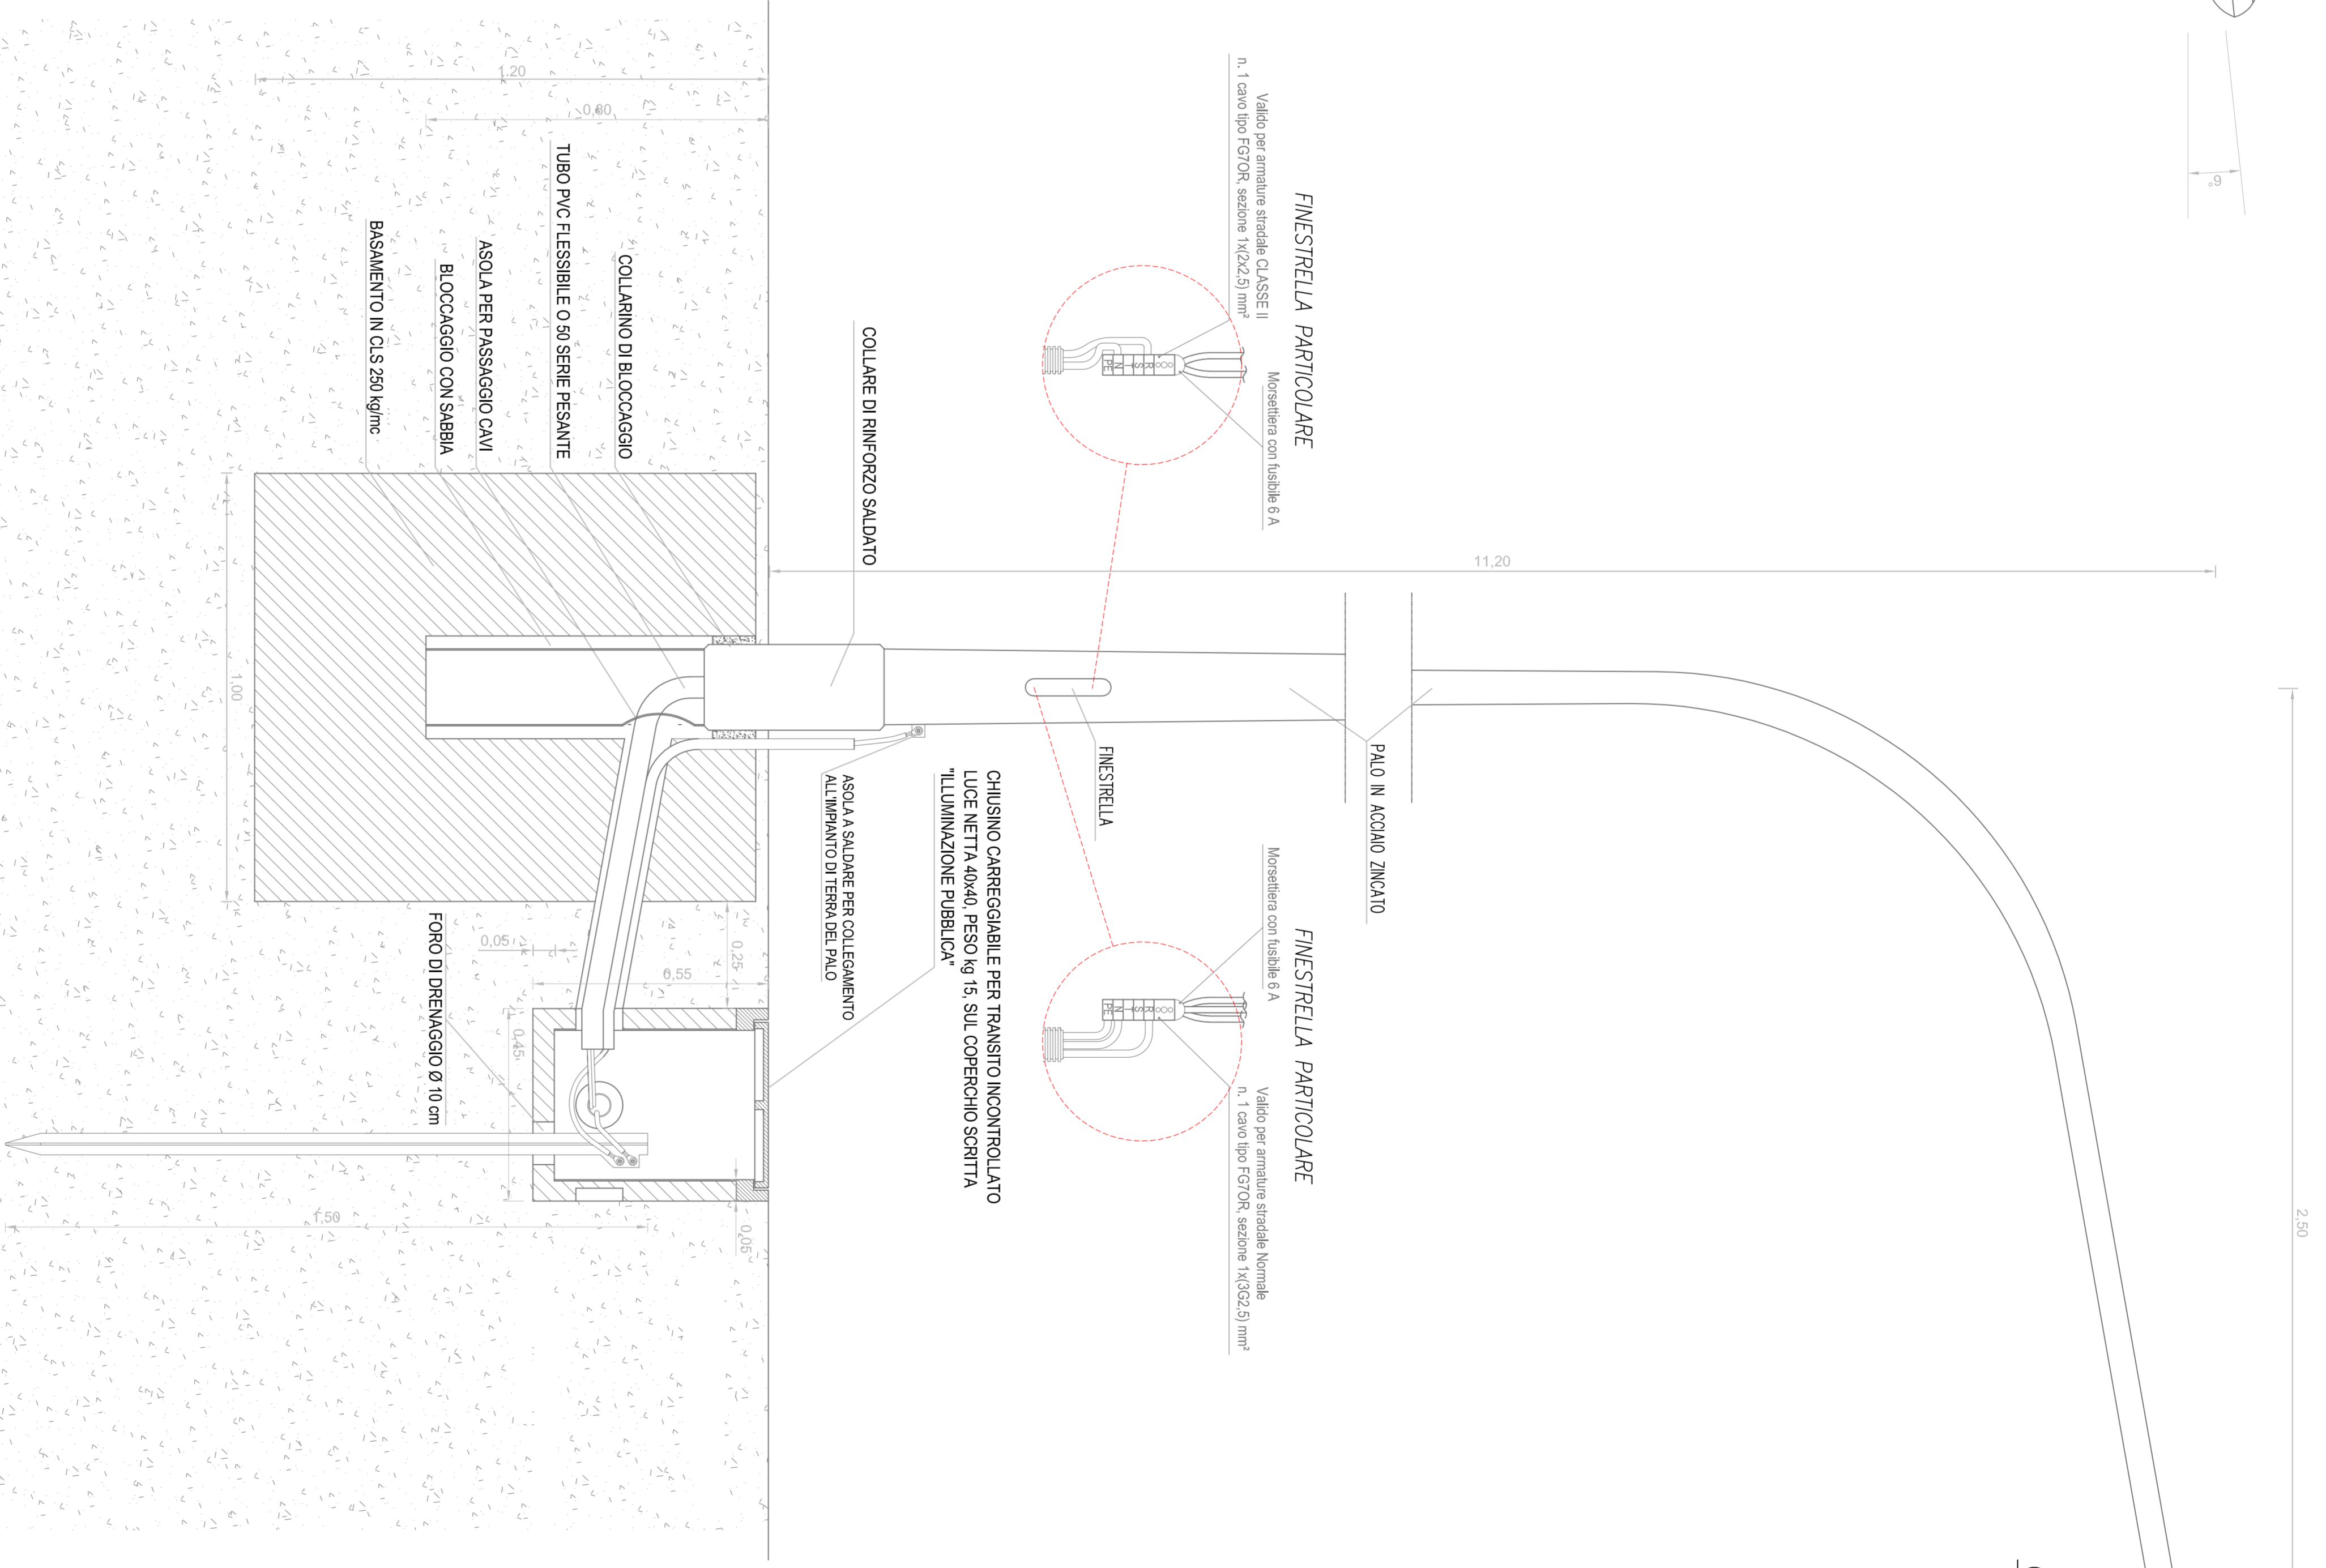 2,50
6°
11,20
FINESTRELLA PARTICOLARE
Valido per armature stradale CLASSE II
n. 1 cavo tipo FG7OR, sezione 1x(2x2,5) mm²
Morsettiera con fusibile 6 A
R
S
T
N
PE
FINESTRELLA PARTICOLARE
Morsettiera con fusibile 6 A
Valido per armature stradale Normale
n. 1 cavo tipo FG7OR, sezione 1x(3G2,5) mm²
R
S
T
N
PE
PALO IN ACCIAIO ZINCATO
FINESTRELLA
CHIUSINO CARREGGIABILE PER TRANSITO INCONTROLLATO
LUCE NETTA 40x40, PESO kg 15, SUL COPERCHIO SCRITTA
"ILLUMINAZIONE PUBBLICA"
COLLARE DI RINFORZO SALDATO
ASOLA A SALDARE PER COLLEGAMENTO
ALL'IMPIANTO DI TERRA DEL PALO
COLLARINO DI BLOCCAGGIO
TUBO PVC FLESSIBILE O 50 SERIE PESANTE
ASOLA PER PASSAGGIO CAVI
BLOCCAGGIO CON SABBIA
BASAMENTO IN CLS 250 kg/mc
FORO DI DRENAGGIO Ø 10 cm
1.20
0,80
1,00
0,25
0,55
0,05
0,45
0,05
1,50